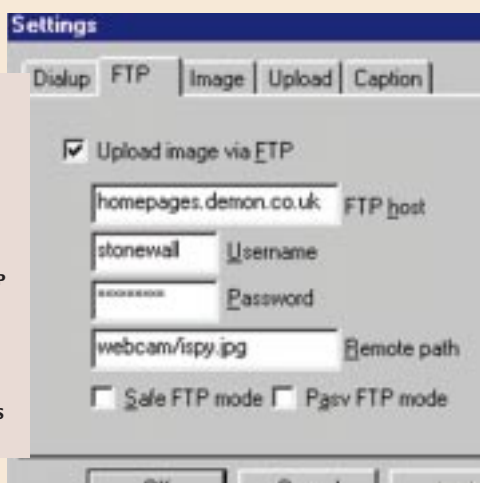 Settings
Dialup FTP Image Upload Caption
Upload image via FTP
homepages.demon.co.uk FTP host
stonewall Username
******** Password
webcam/ispy.jpg Remote path
Safe FTP mode Pasv FTP mode